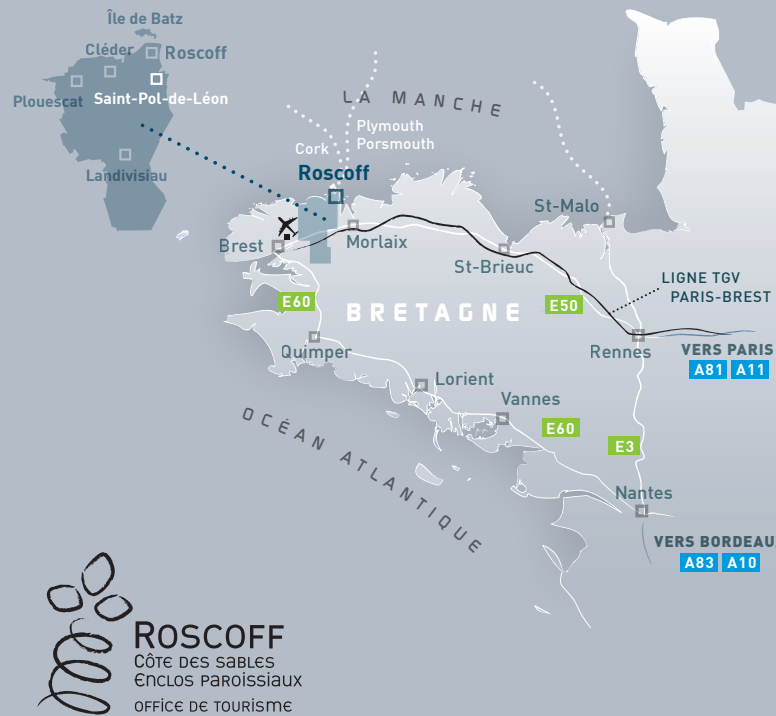 Île de Batz
Cléder
Roscoff
Plouescat
Saint-Pol-de-Léon
Landivisiau
LA MANCHE
Plymouth
Porsmouth
Cork
Roscoff
St-Malo
Brest
Morlaix
St-Brieuc
LIGNE TGV
PARIS-BREST
E60
BRETAGNE
E50
Quimper
Rennes
VERS PARIS
A81 A11
Lorient
Vannes
OCÉAN ATLANTIQUE
E60
E3
Nantes
VERS BORDEAU
A83 A10
ROSCOFF
CÔTE DES SABLES
ENCLOS PAROISSIAUX
OFFICE DE TOURISME